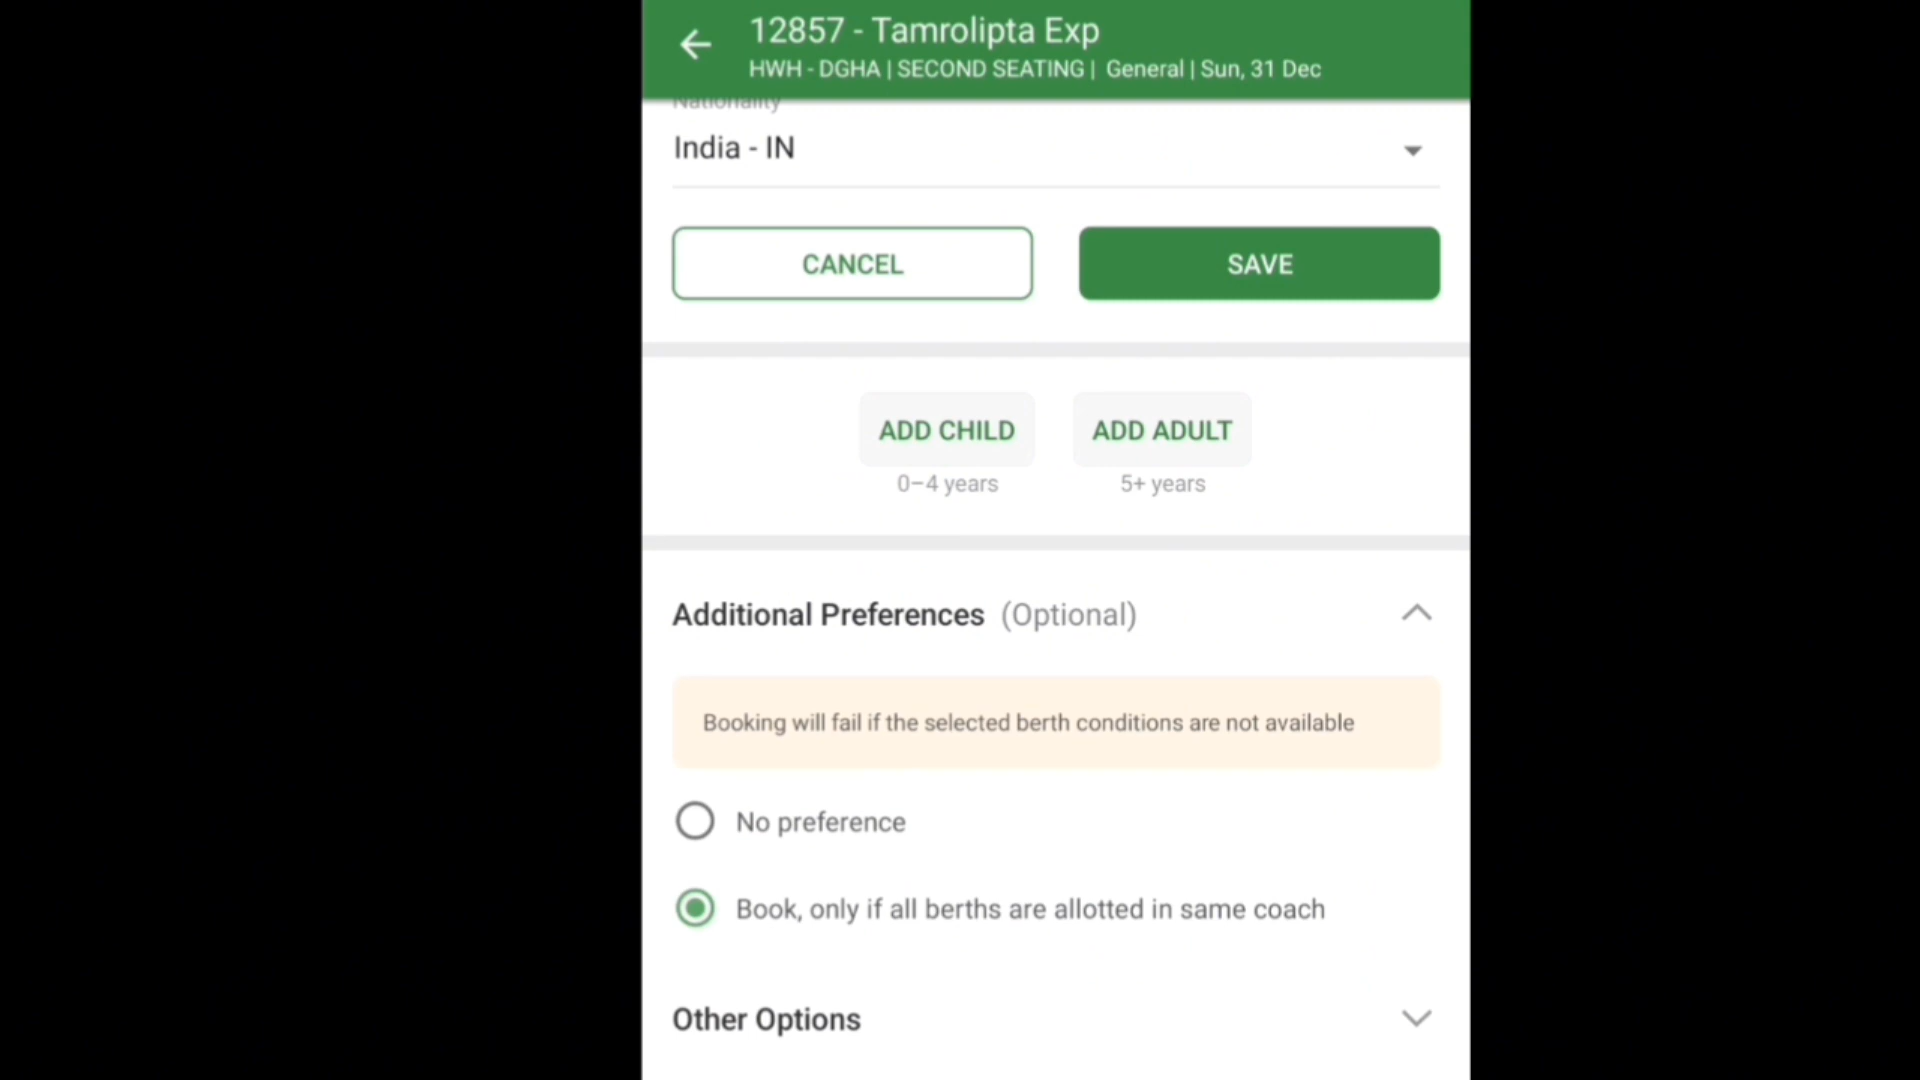 12857 - Tamrolipta Exp
HWH - DGHA | SECOND SEATING | General | Sun, 31 Dec
Nationality
India - IN
CANCEL
SAVE
ADD CHILD
ADD ADULT
0–4 years
5+ years
Additional Preferences (Optional)
Booking will fail if the selected berth conditions are not available
No preference
Book, only if all berths are allotted in same coach
Other Options